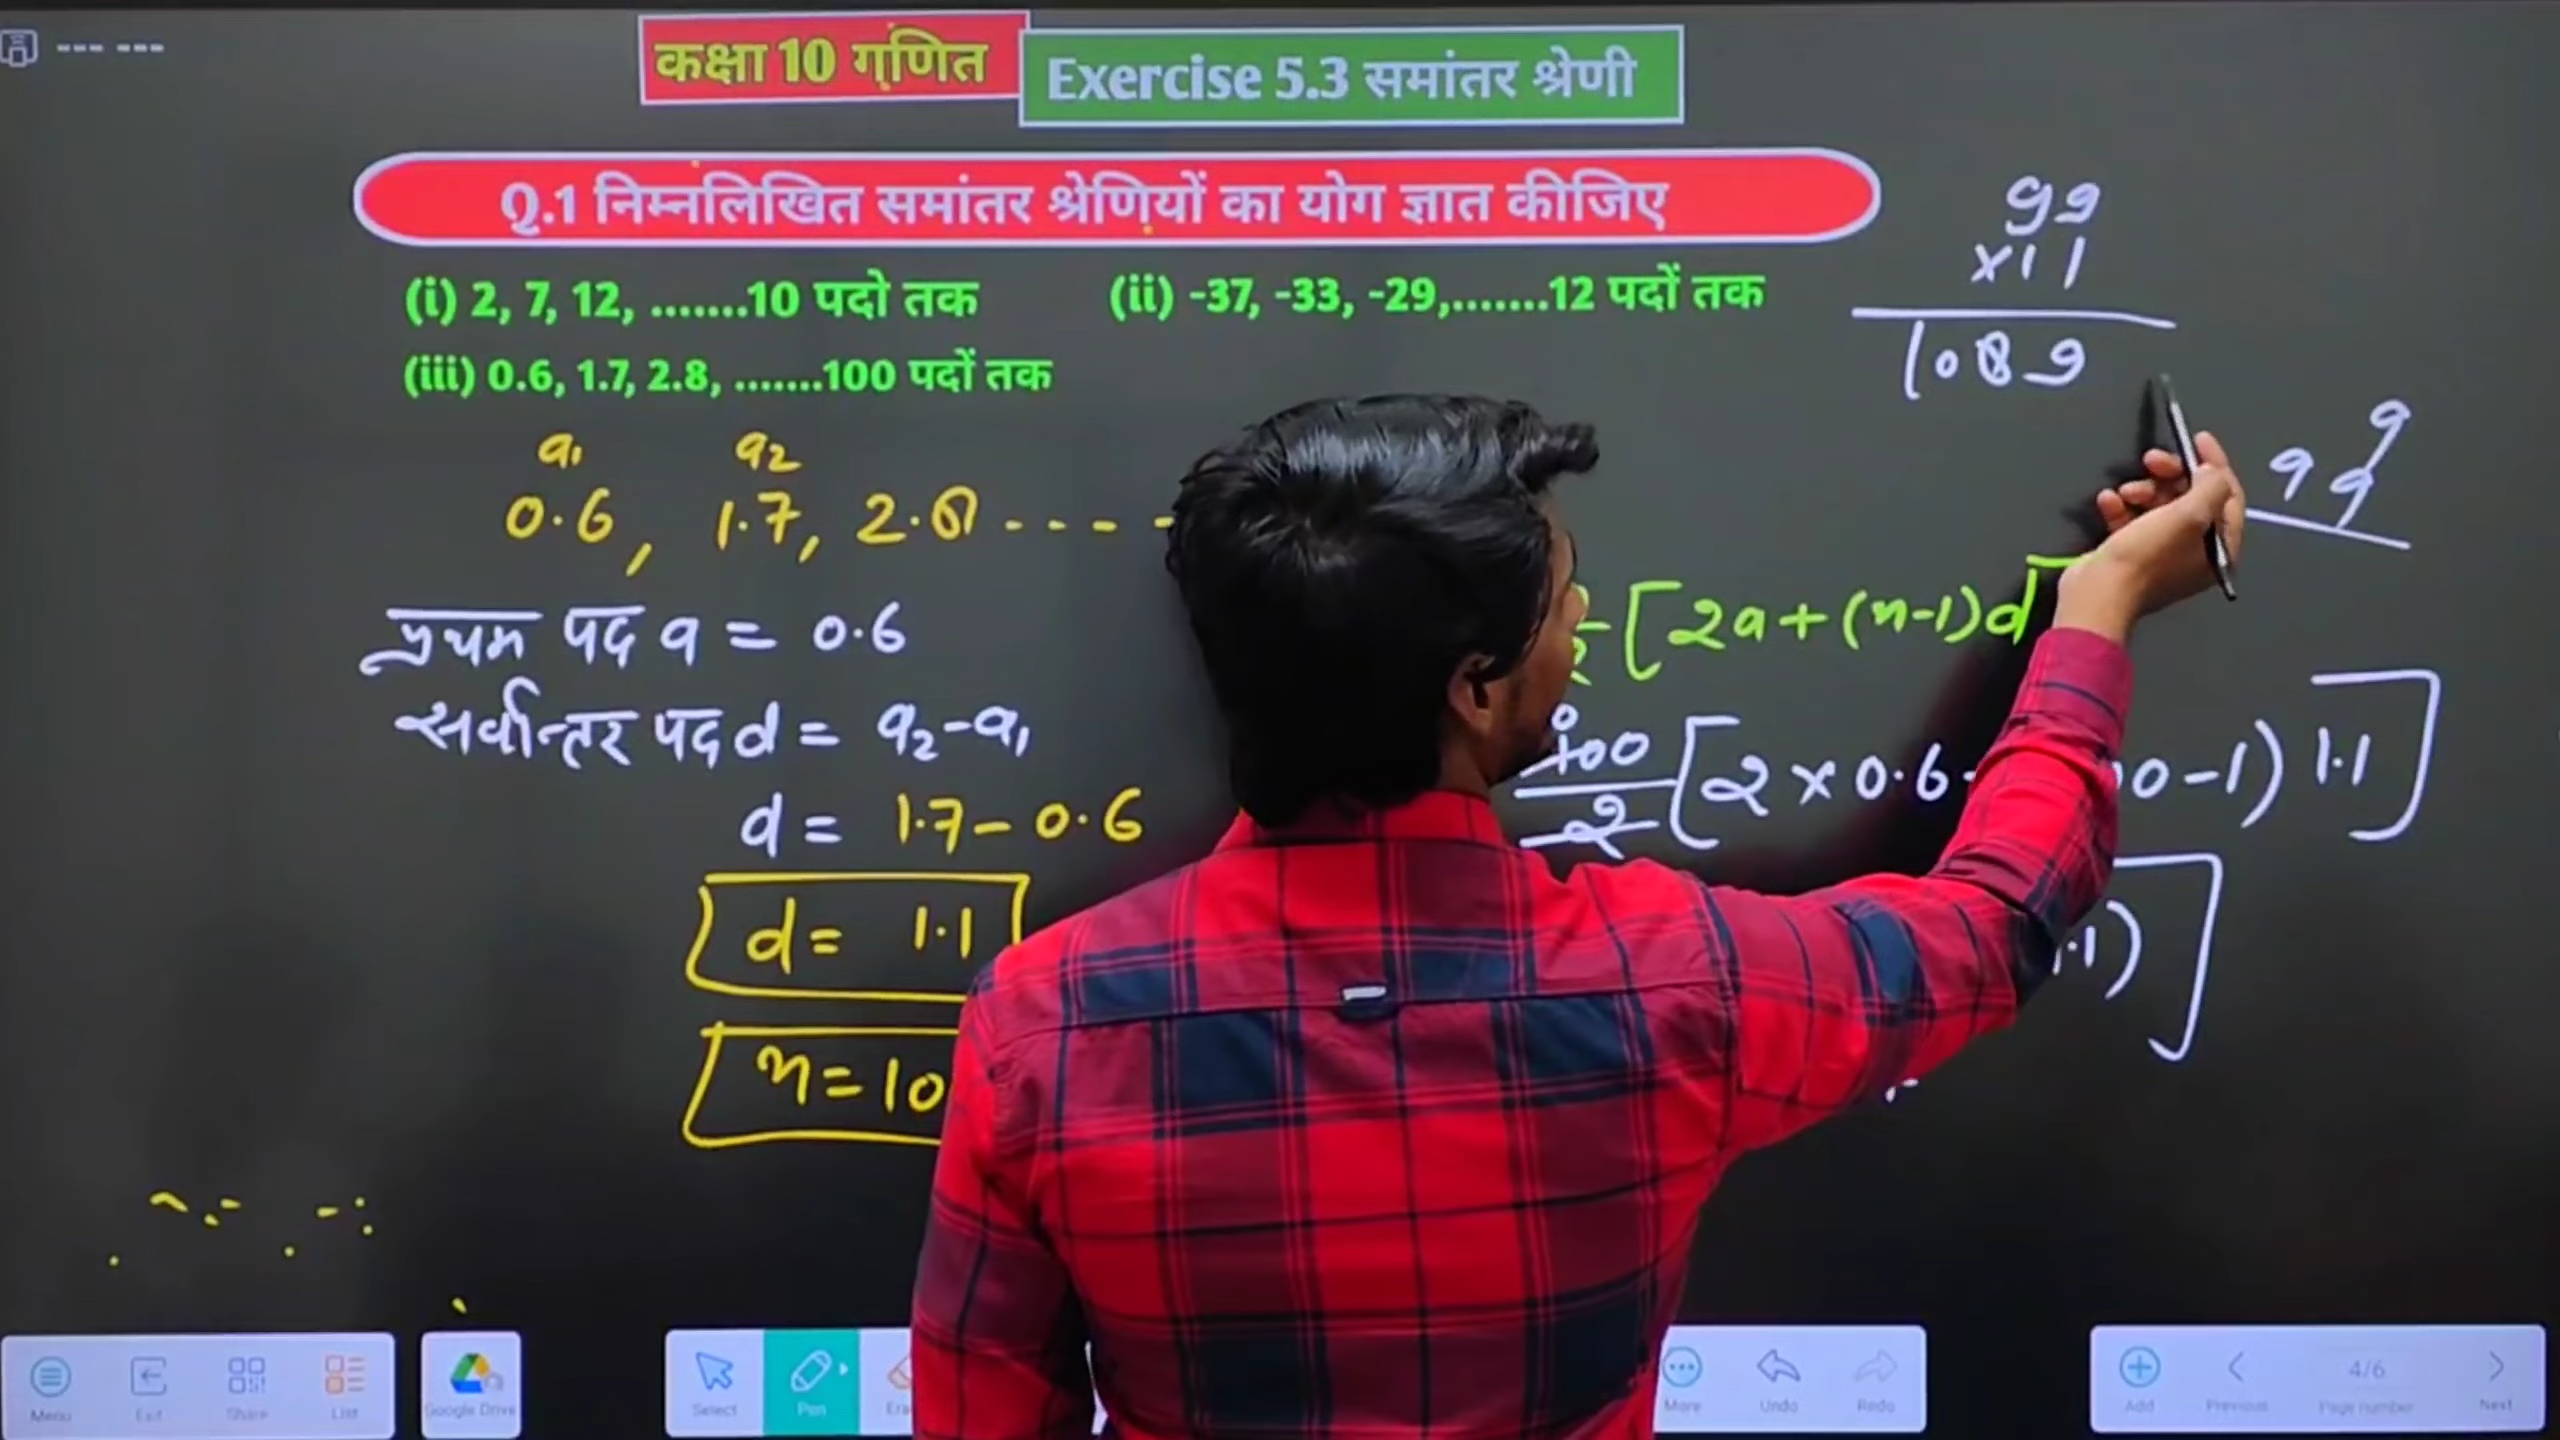 --- ---
कक्षा 10 गणित
Exercise 5.3 समांतर श्रेणी
Q.1 निम्नलिखित समांतर श्रेणियों का योग ज्ञात कीजिए
(i) 2, 7, 12, .......10 पदो तक
(ii) -37, -33, -29,.......12 पदों तक
(iii) 0.6, 1.7, 2.8, .......100 पदों तक
99
×11
1089
9
99
a₁ a₂
0.6, 1.7, 2.8 - - - -
प्रथम पद a = 0.6
सर्वान्तर पद d = a₂-a₁
d = 1.7-0.6
d = 1.1
n=10
[2a+(n-1)d
100
2
[2×0.6
0-1) 1.1]
.1)]
Menu
Exit
Share
List
Google Drive
Select
Pen
Era
More
Undo
Redo
Add
Previous
4/6
Page number
Next